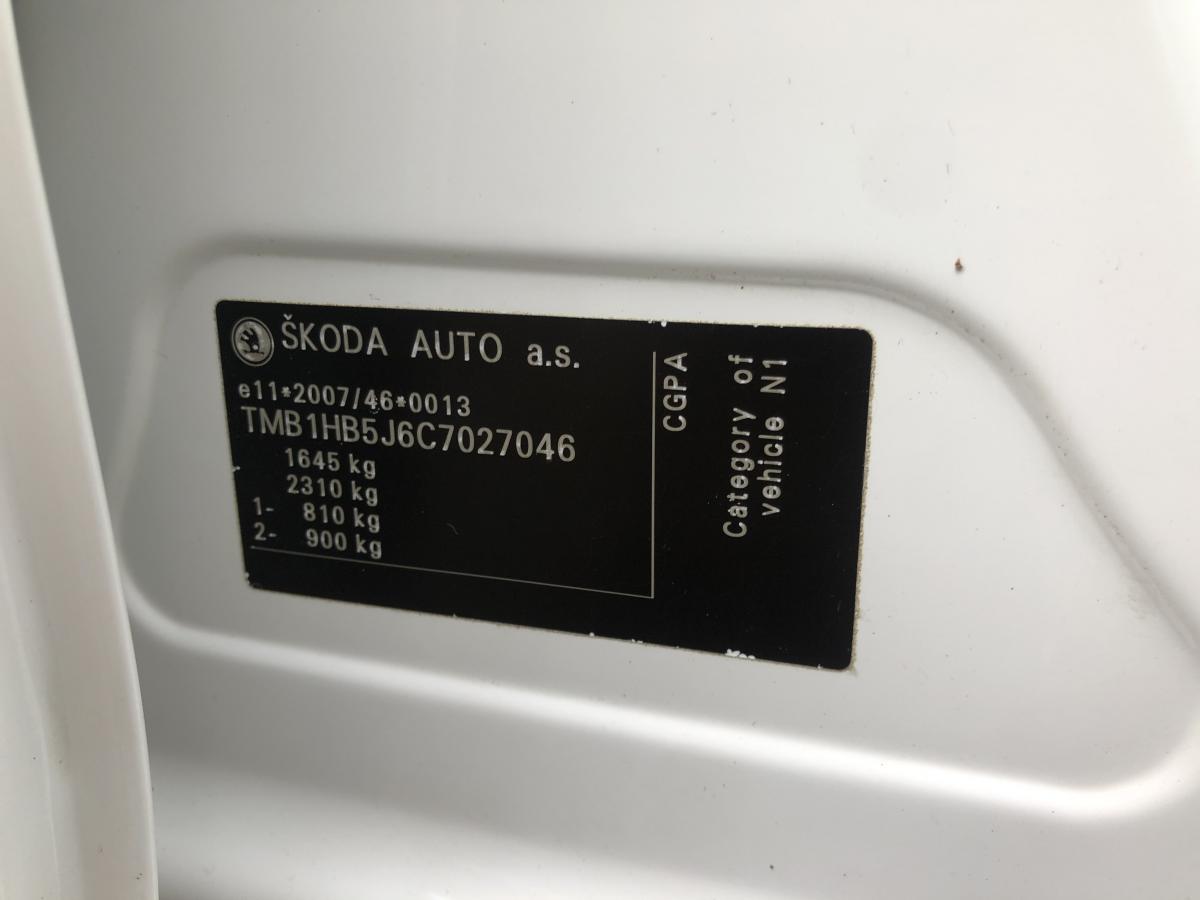 ŠKODA AUTO a.s.
e11*2007/46*0013
TMB1HB5J6C7027046
1645 kg
2310 kg
1- 810 kg
2- 900 kg
CGPA
Category of
vehicle N1